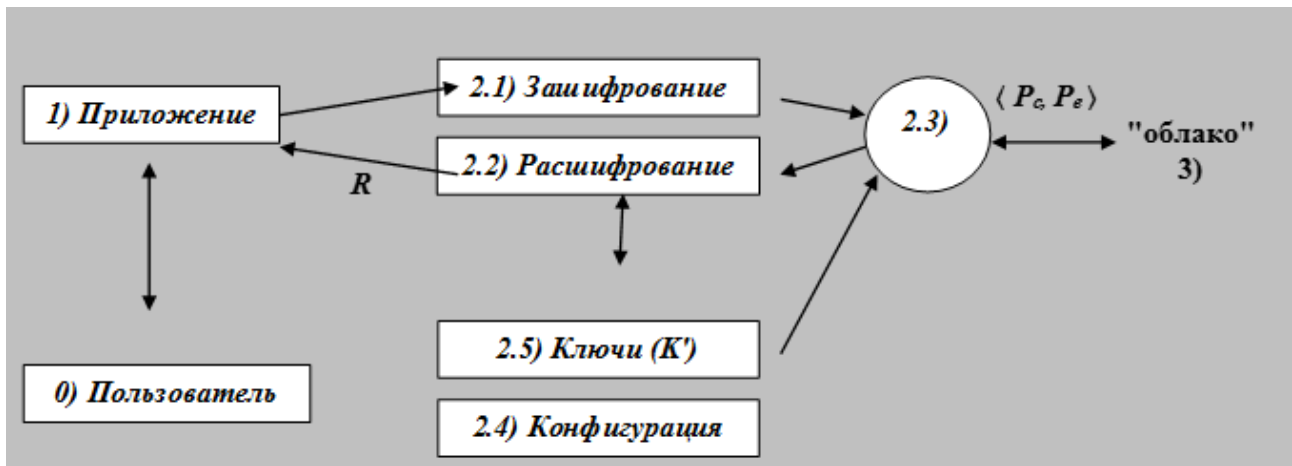 1) Приложение
2.1) Зашифрование
2.2) Расшифрование
R
2.3)
⟨ Pc, Pe ⟩
"облако"
3)
2.5) Ключи (K')
0) Пользователь
2.4) Конфигурация